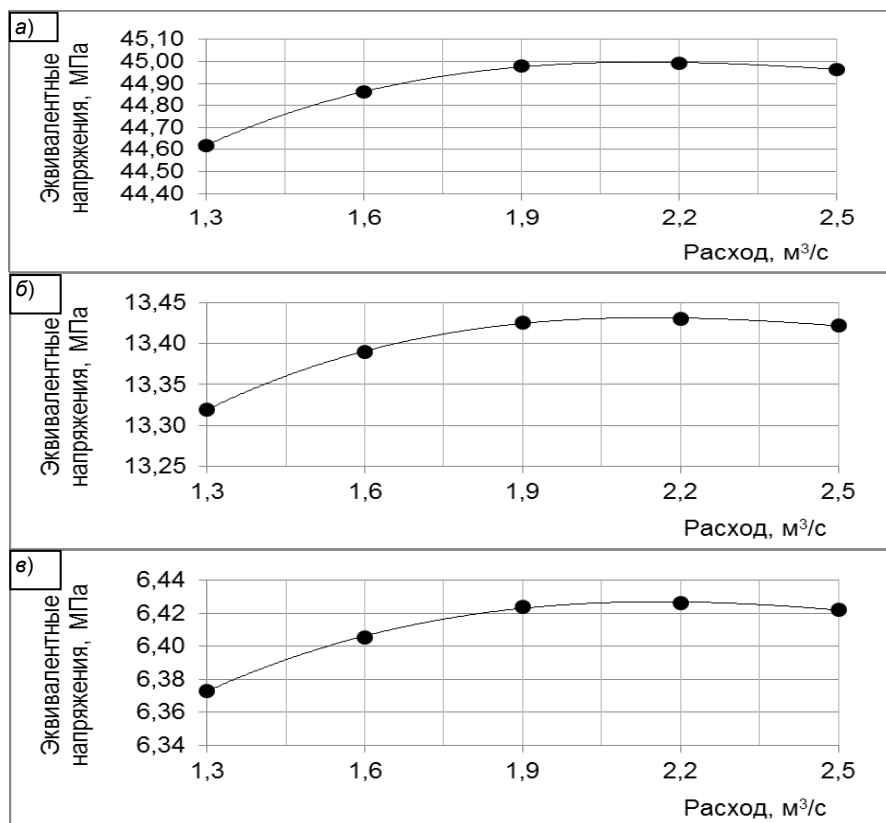 а)
Эквивалентные
напряжения, МПа
45,10
45,00
44,90
44,80
44,70
44,60
44,50
44,40
1,3 1,6 1,9 2,2 2,5
Расход, м³/с
б)
Эквивалентные
напряжения, МПа
13,45
13,40
13,35
13,30
13,25
1,3 1,6 1,9 2,2 2,5
Расход, м³/с
в)
Эквивалентные
напряжения, МПа
6,44
6,42
6,40
6,38
6,36
6,34
1,3 1,6 1,9 2,2 2,5
Расход, м³/с